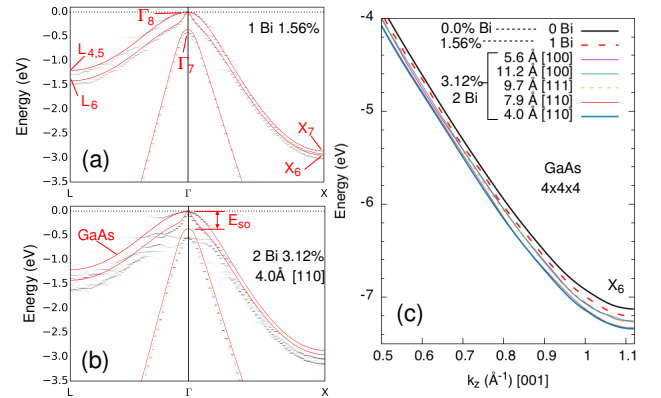 0.0
-0.5
-1.0
-1.5
-2.0
-2.5
-3.0
-3.5
Energy (eV)
Γ8
1 Bi 1.56%
L4,5
Γ7
L6
X7
X6
(a)
L
Γ
X
0.0
-0.5
-1.0
-1.5
-2.0
-2.5
-3.0
-3.5
Energy (eV)
GaAs
Eso
2 Bi 3.12%
4.0Å [110]
(b)
L
Γ
X
-4
-5
-6
-7
Energy (eV)
0.0% Bi
0 Bi
1.56%
1 Bi
5.6 Å [100]
11.2 Å [100]
3.12%
9.7 Å [111]
2 Bi
7.9 Å [110]
4.0 Å [110]
GaAs
4x4x4
X6
(c)
0.5
0.6
0.7
0.8
0.9
1
1.1
kz (Å-1) [001]